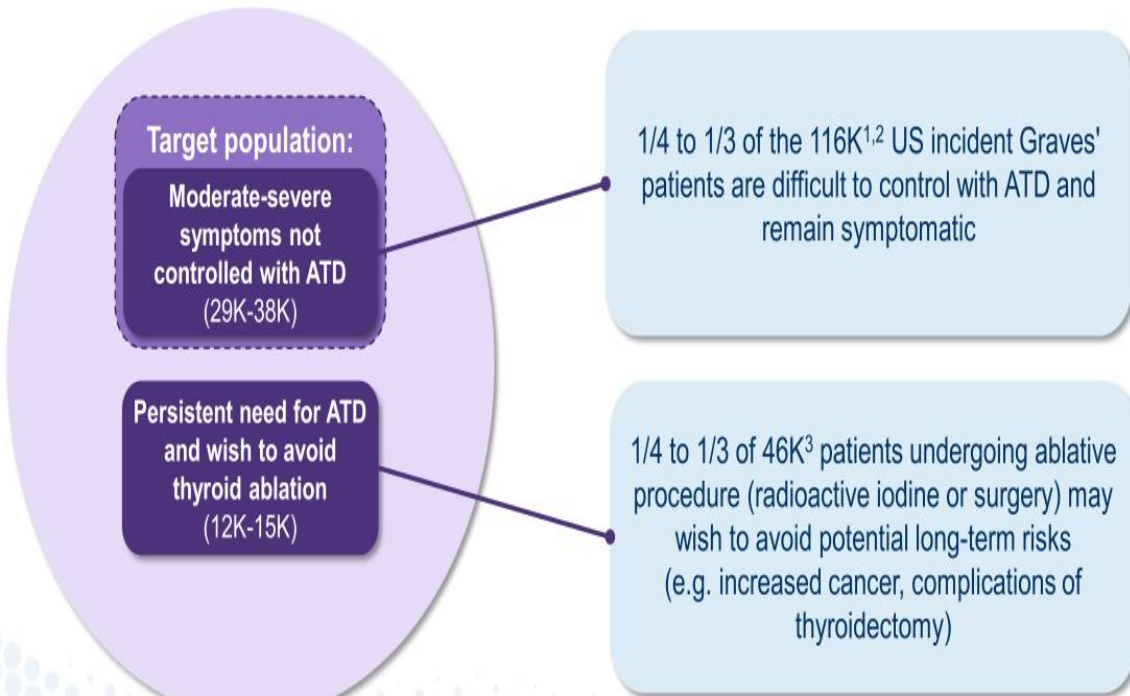 Target population:
Moderate-severe
symptoms not
controlled with ATD
(29K-38K)
1/4 to 1/3 of the 116K1,2 US incident Graves'
patients are difficult to control with ATD and
remain symptomatic
Persistent need for ATD
and wish to avoid
thyroid ablation
(12K-15K)
1/4 to 1/3 of 46K3 patients undergoing ablative
procedure (radioactive iodine or surgery) may
wish to avoid potential long-term risks
(e.g. increased cancer, complications of
thyroidectomy)